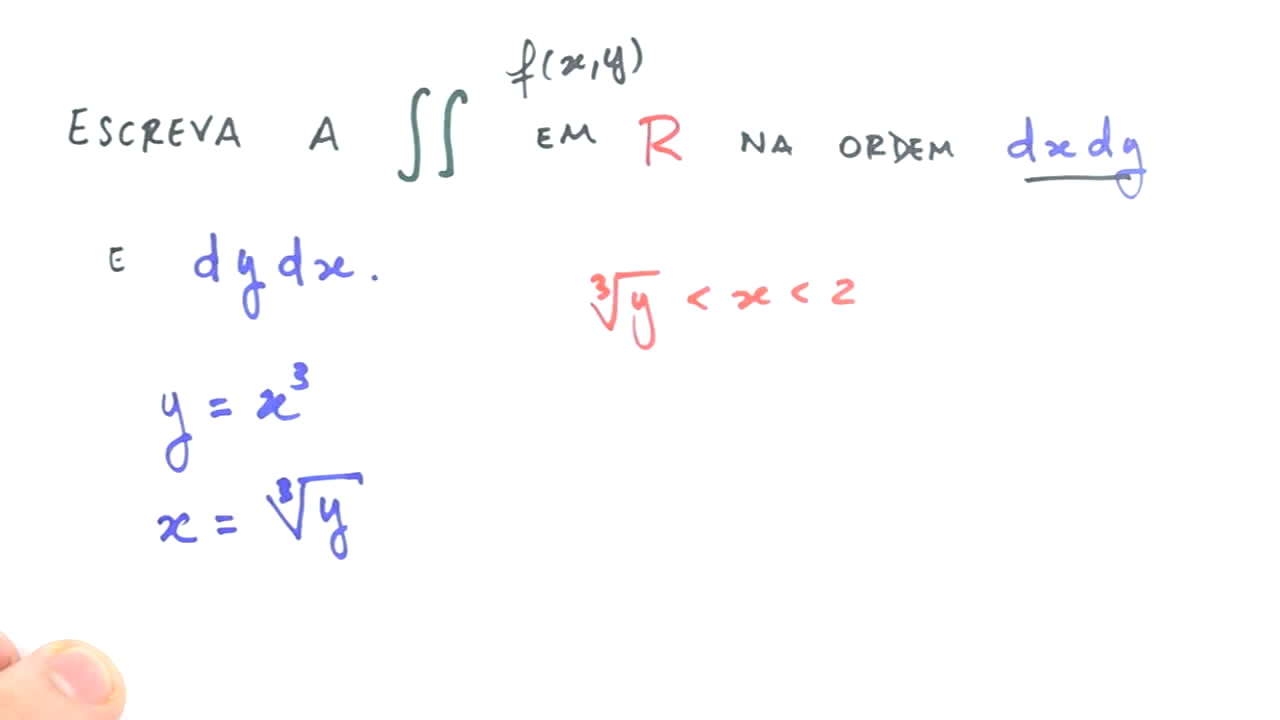 ESCREVA A ∬ f(x,y) EM R NA ORDEM dxdy
E dydx.
∛y < x < 2
y = x³
x = ∛y